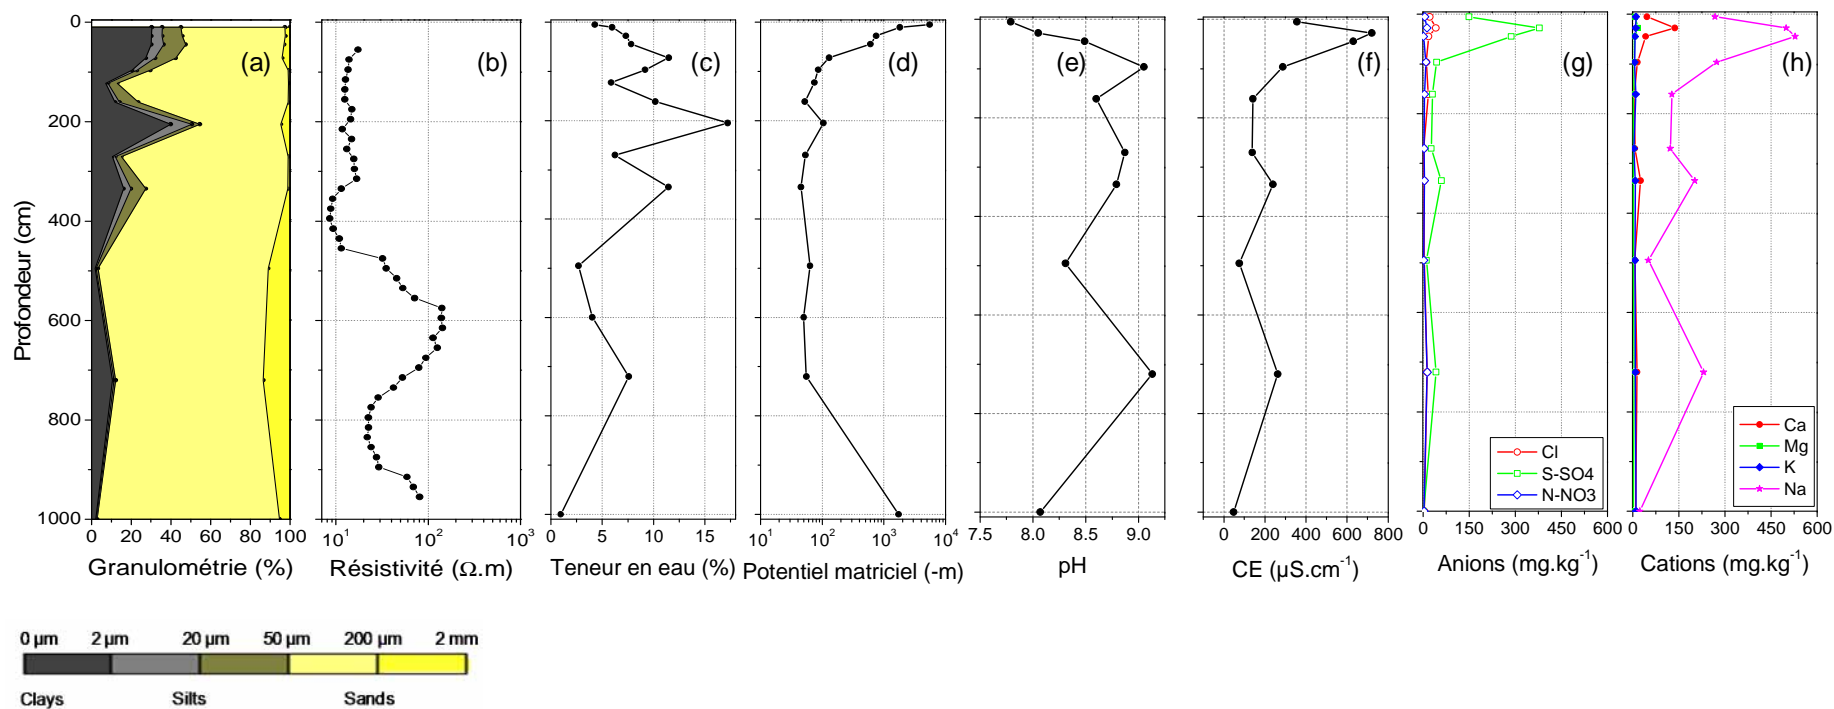 (a) (b) (c) (d) (e) (f) (g) (h)
Profondeur (cm)
0
200
400
600
800
1000
0 20 40 60 80 100
Granulométrie (%)
10¹ 10² 10³
Résistivité (Ω.m)
0 5 10 15
Teneur en eau (%)
10¹ 10² 10³ 10⁴
Potentiel matriciel (-m)
7.5 8.0 8.5 9.0
pH
0 200 400 600 800
CE (µS.cm⁻¹)
Cl
S-SO4
N-NO3
0 150 300 450 600
Anions (mg.kg⁻¹)
Ca
Mg
K
Na
0 150 300 450 600
Cations (mg.kg⁻¹)
0 µm 2 µm 20 µm 50 µm 200 µm 2 mm
Clays Silts Sands